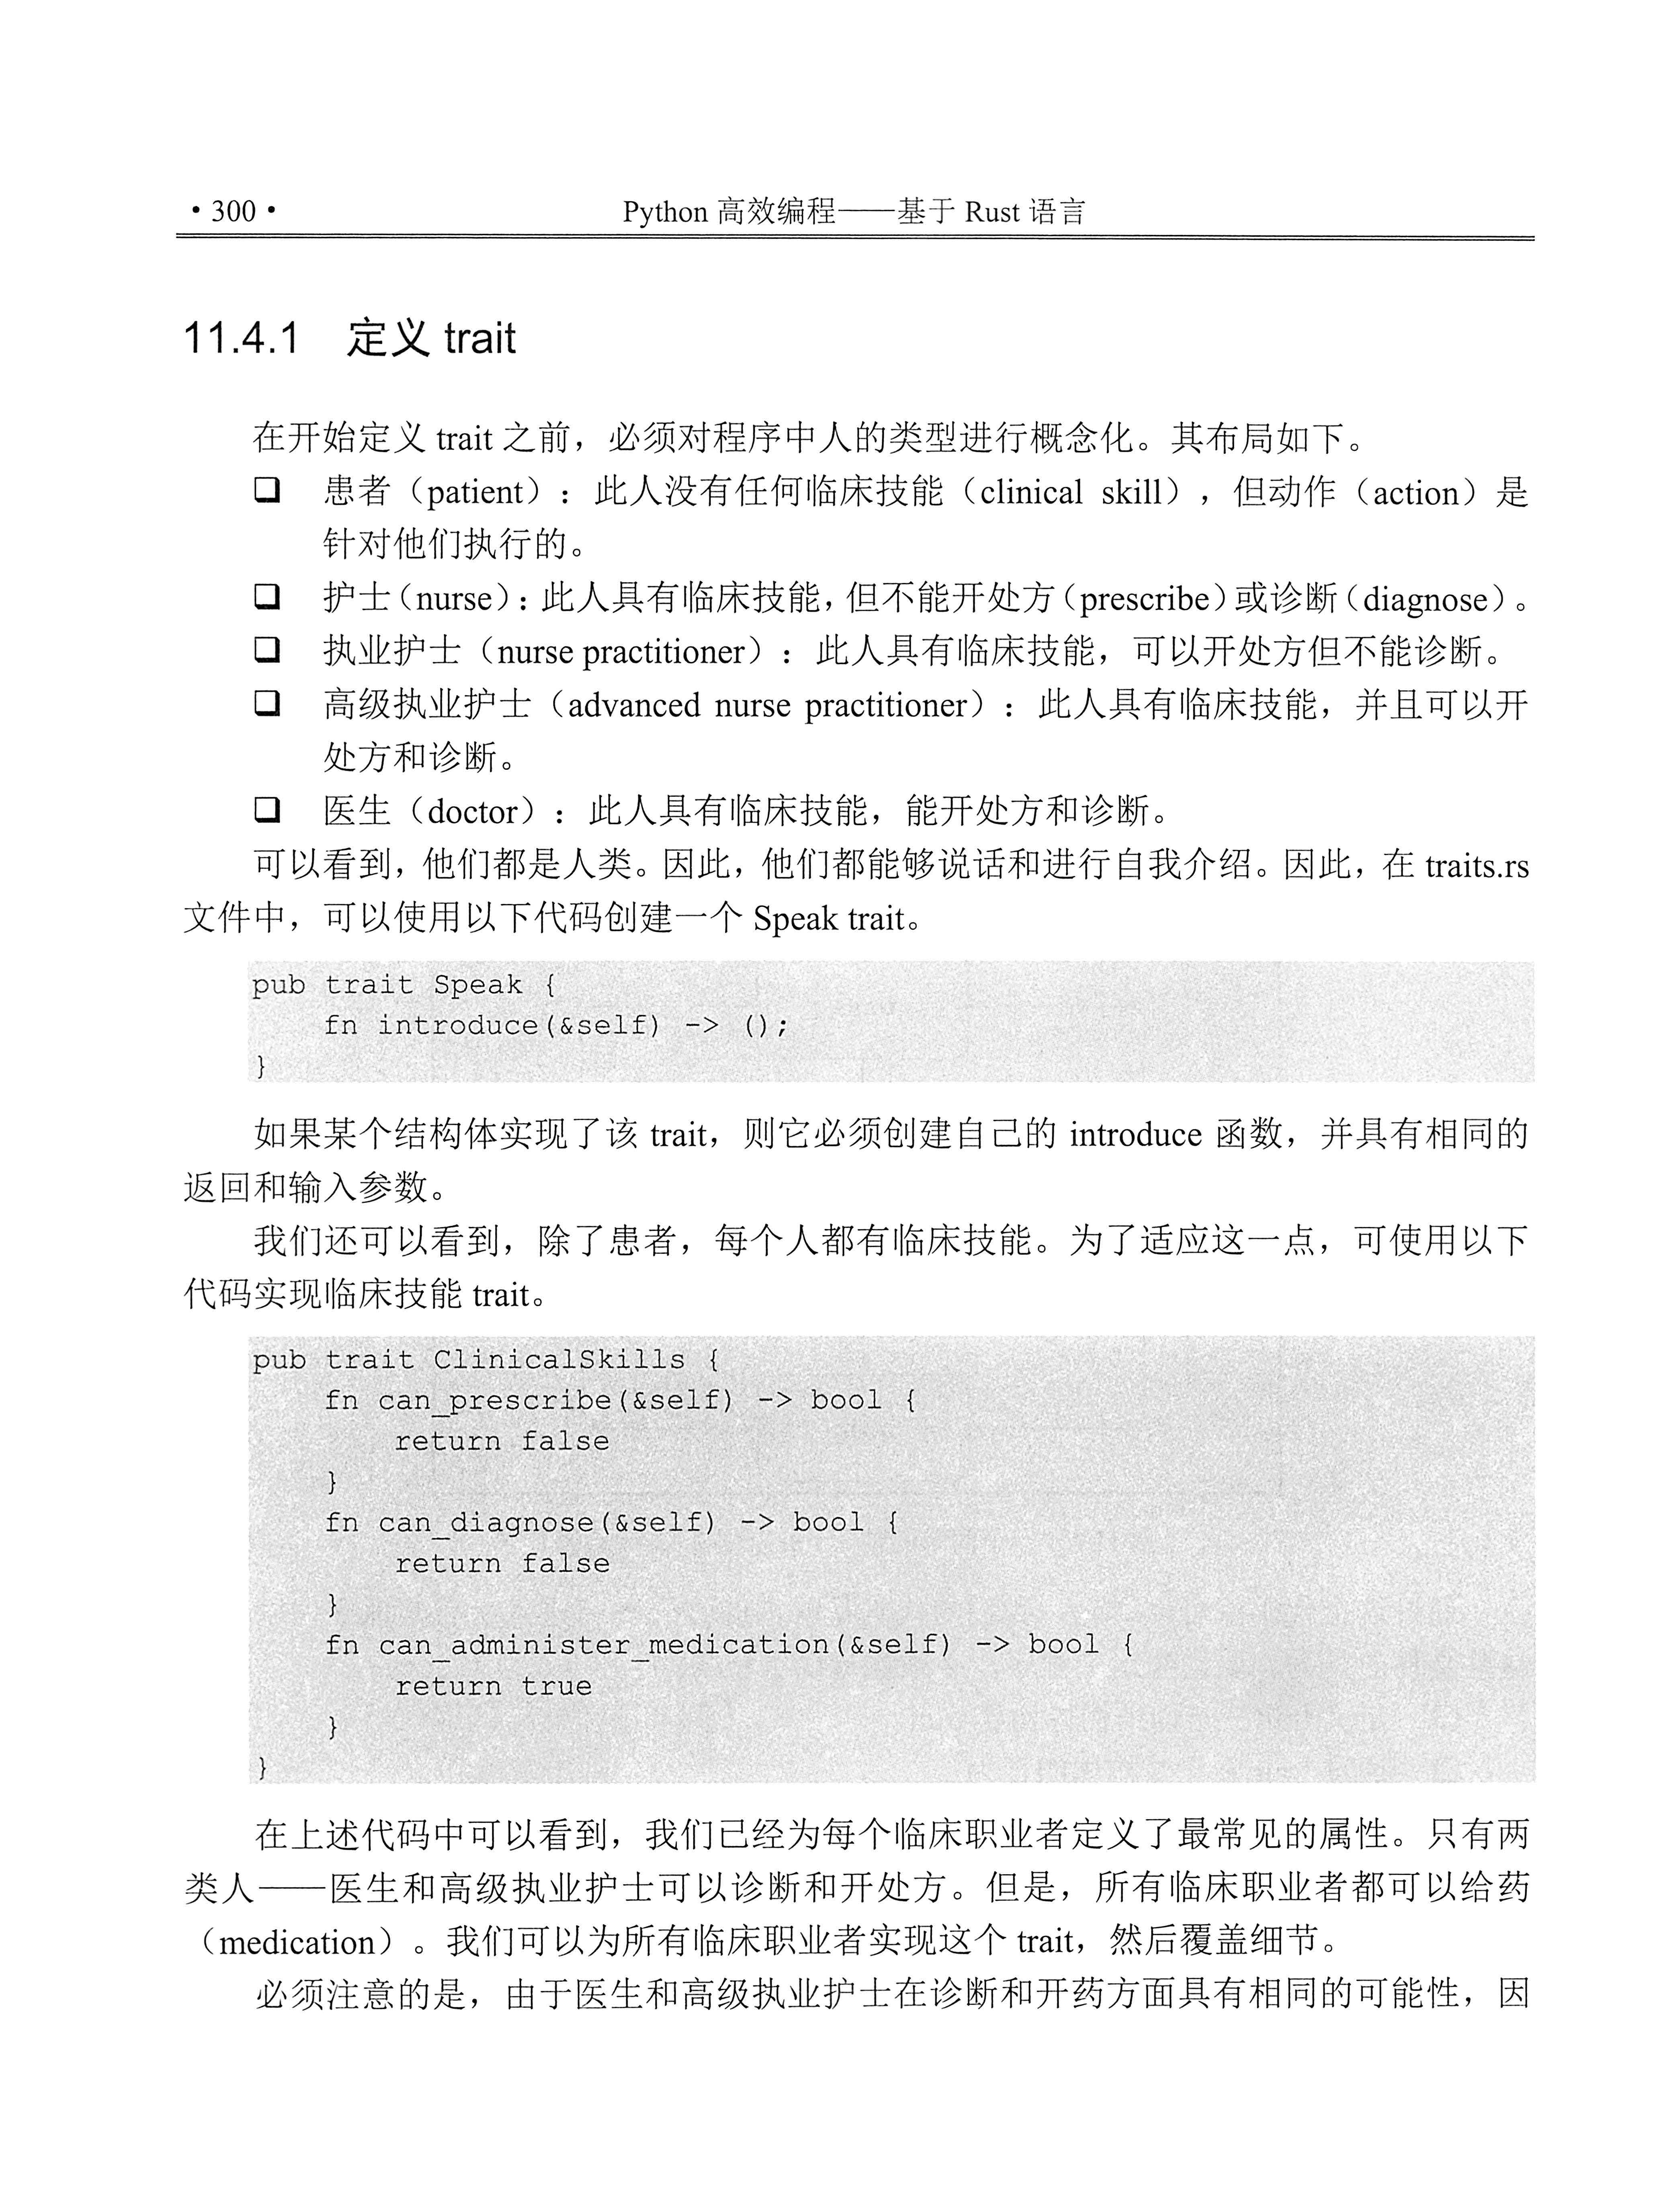 • 300 •
Python 高效编程——基于 Rust 语言
11.4.1 定义 trait
在开始定义 trait 之前，必须对程序中人的类型进行概念化。其布局如下。
❑ 患者（patient）：此人没有任何临床技能（clinical skill），但动作（action）是
针对他们执行的。
❑ 护士（nurse）：此人具有临床技能，但不能开处方（prescribe）或诊断（diagnose）。
❑ 执业护士（nurse practitioner）：此人具有临床技能，可以开处方但不能诊断。
❑ 高级执业护士（advanced nurse practitioner）：此人具有临床技能，并且可以开
处方和诊断。
❑ 医生（doctor）：此人具有临床技能，能开处方和诊断。
可以看到，他们都是人类。因此，他们都能够说话和进行自我介绍。因此，在 traits.rs
文件中，可以使用以下代码创建一个 Speak trait。
pub trait Speak {
    fn introduce(&self) -> ();
}
如果某个结构体实现了该 trait，则它必须创建自己的 introduce 函数，并具有相同的
返回和输入参数。
我们还可以看到，除了患者，每个人都有临床技能。为了适应这一点，可使用以下
代码实现临床技能 trait。
pub trait ClinicalSkills {
    fn can_prescribe(&self) -> bool {
        return false
    }
    fn can_diagnose(&self) -> bool {
        return false
    }
    fn can_administer_medication(&self) -> bool {
        return true
    }
}
在上述代码中可以看到，我们已经为每个临床职业者定义了最常见的属性。只有两
类人——医生和高级执业护士可以诊断和开处方。但是，所有临床职业者都可以给药
（medication）。我们可以为所有临床职业者实现这个 trait，然后覆盖细节。
必须注意的是，由于医生和高级执业护士在诊断和开药方面具有相同的可能性，因